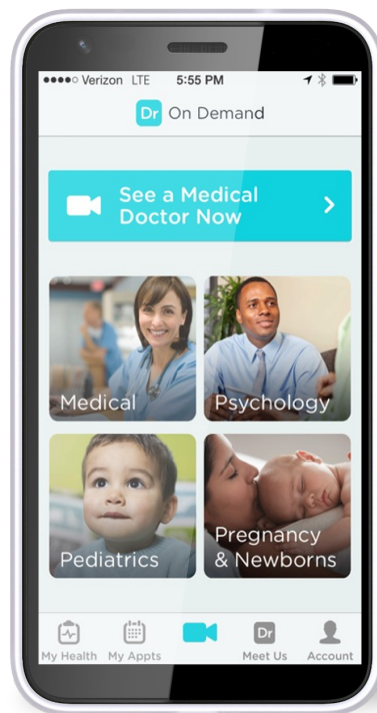 Verizon LTE 5:55 PM
Dr On Demand
See a Medical
Doctor Now
Medical
Psychology
Pediatrics
Pregnancy
& Newborns
Dr
My Health My Appts Meet Us Account